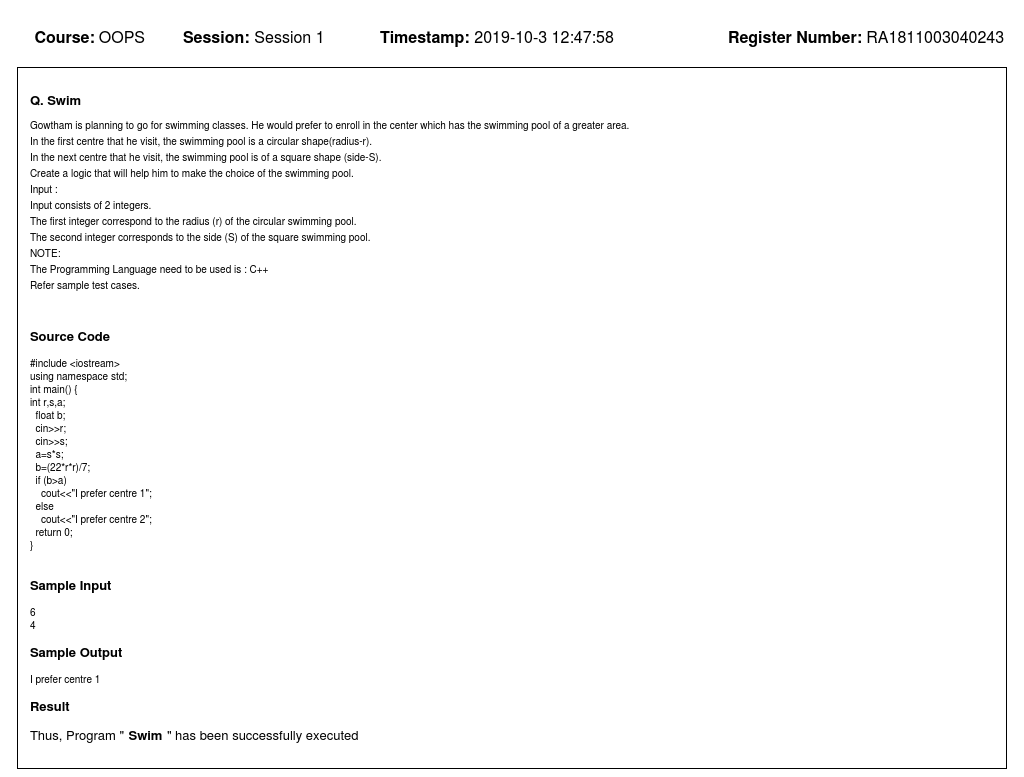 Course: OOPS Session: Session 1 Timestamp: 2019-10-3 12:47:58 Register Number: RA1811003040243
Q. Swim
Gowtham is planning to go for swimming classes. He would prefer to enroll in the center which has the swimming pool of a greater area.
In the first centre that he visit, the swimming pool is a circular shape(radius-r).
In the next centre that he visit, the swimming pool is of a square shape (side-S).
Create a logic that will help him to make the choice of the swimming pool.
Input :
Input consists of 2 integers.
The first integer correspond to the radius (r) of the circular swimming pool.
The second integer corresponds to the side (S) of the square swimming pool.
NOTE:
The Programming Language need to be used is : C++
Refer sample test cases.
Source Code
#include <iostream>
using namespace std;
int main() {
int r,s,a;
  float b;
  cin>>r;
  cin>>s;
  a=s*s;
  b=(22*r*r)/7;
  if (b>a)
    cout<<"I prefer centre 1";
  else
    cout<<"I prefer centre 2";
  return 0;
}
Sample Input
6
4
Sample Output
I prefer centre 1
Result
Thus, Program " Swim " has been successfully executed